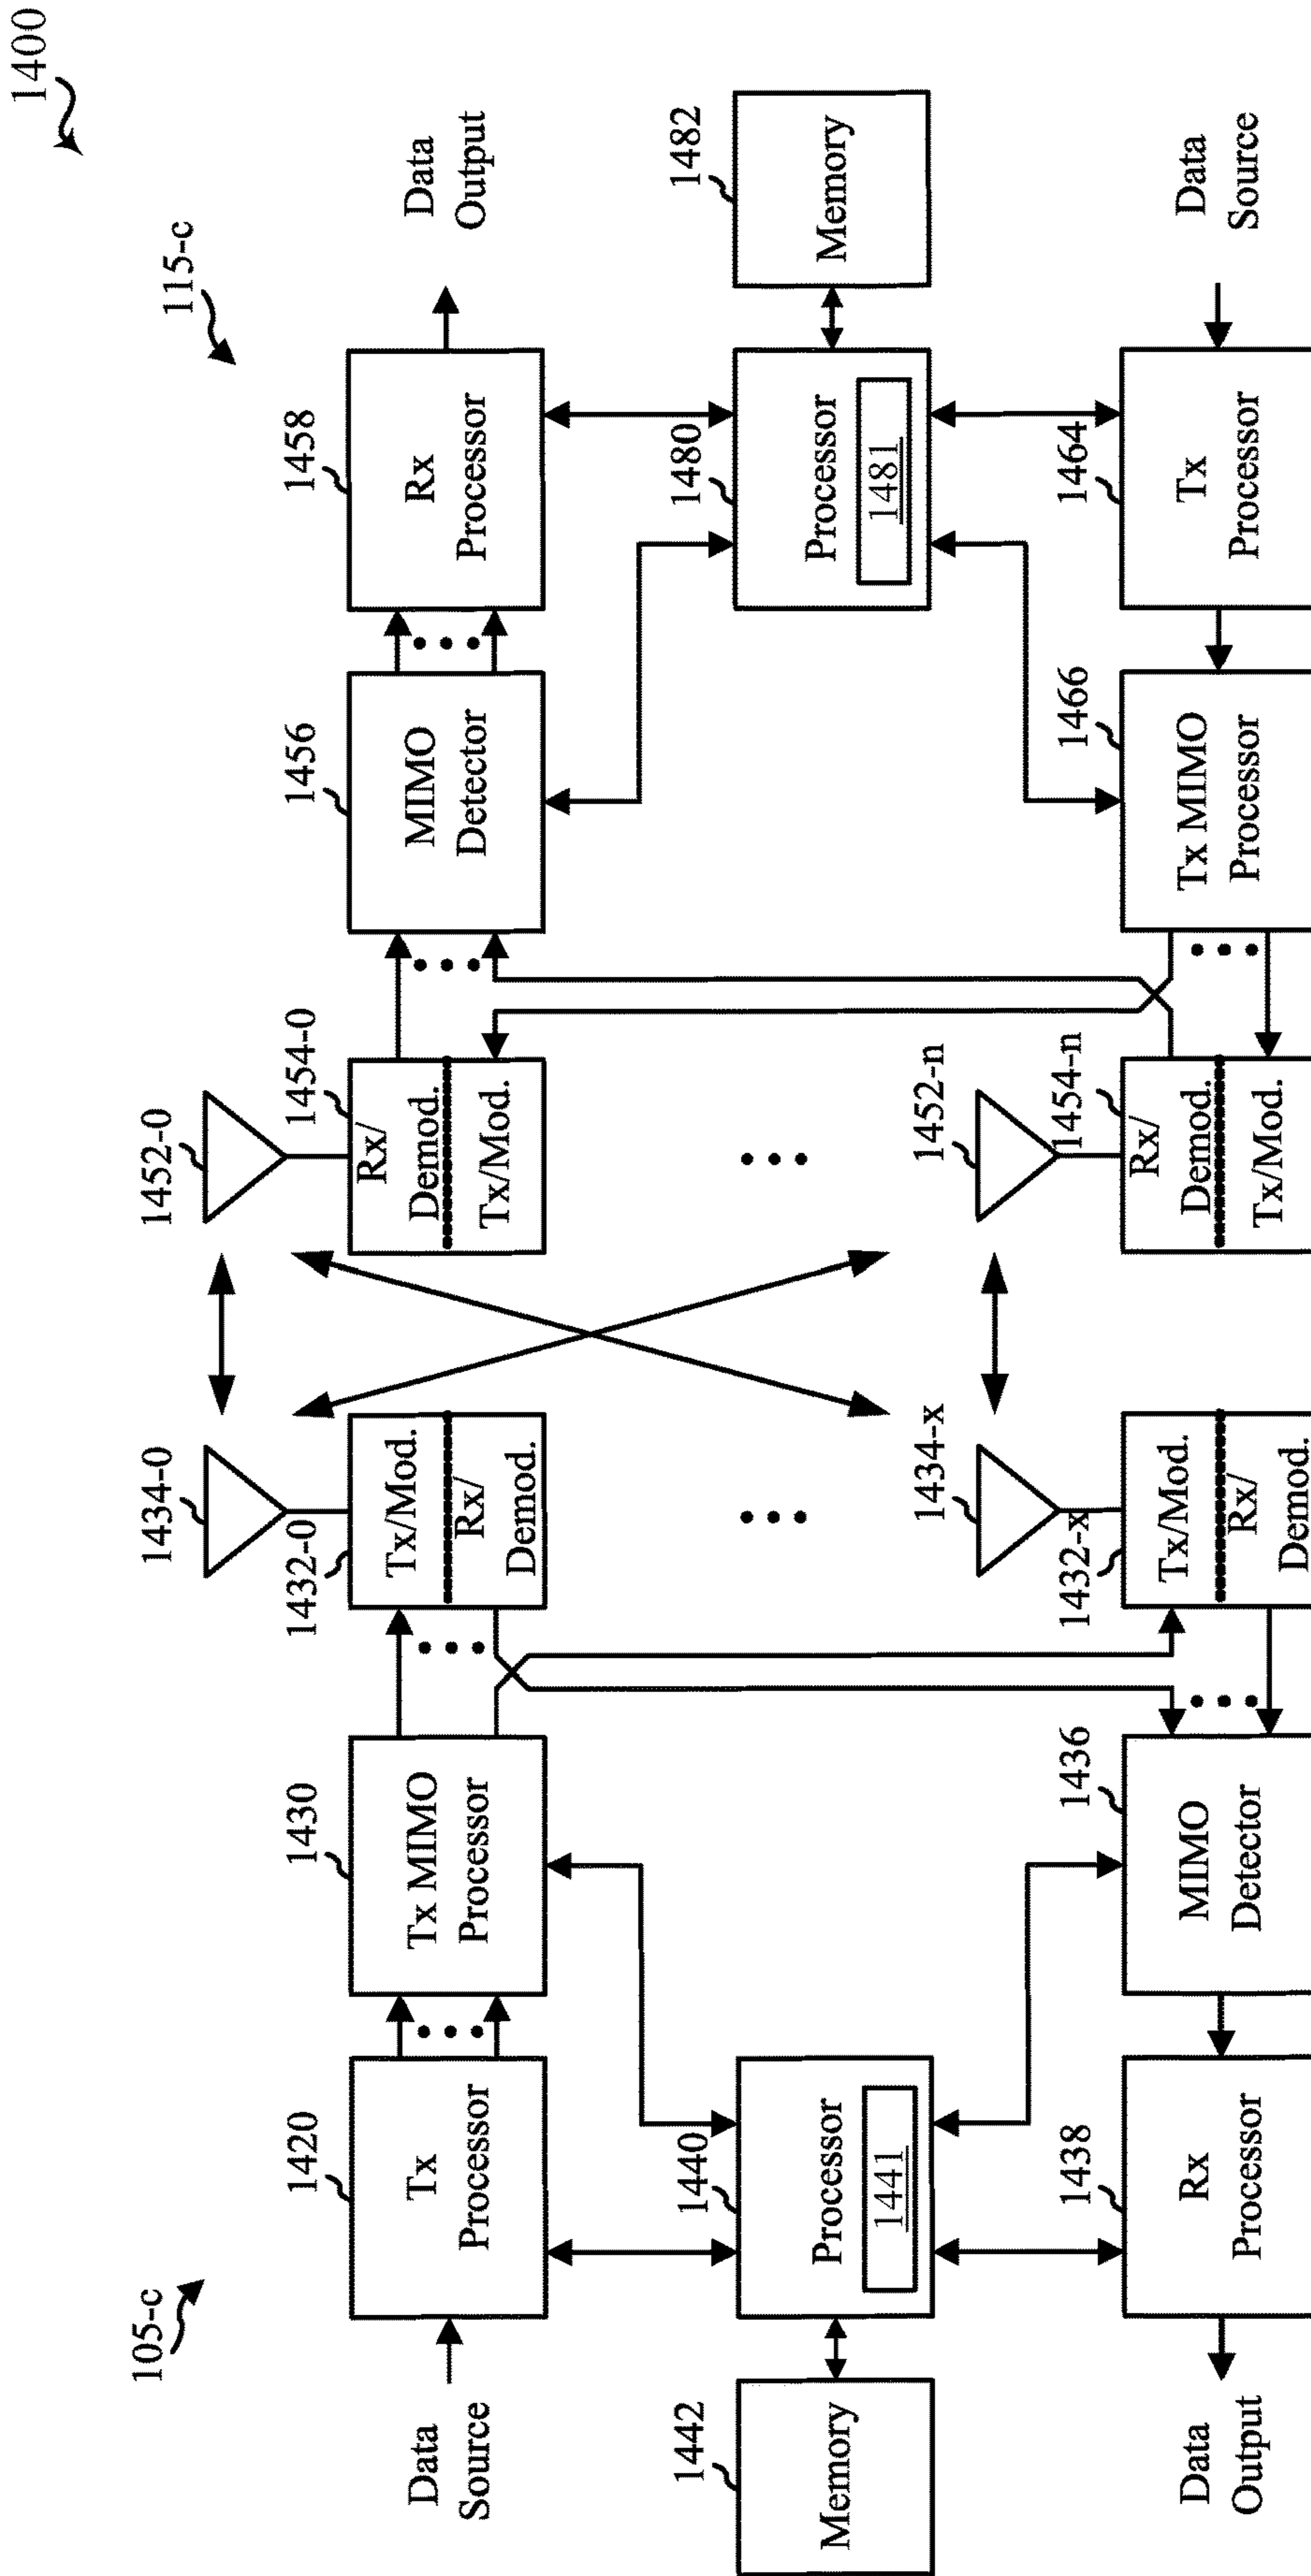 1400
105-c
115-c
1434-0
1452-0
1420
1430
1432-0
1454-0
1456
1458
Data
Source
Tx
Processor
Tx MIMO
Processor
Tx/Mod.
Rx/
Demod.
Rx/
Demod.
Tx/Mod.
MIMO
Detector
Rx
Processor
Data
Output
1442
1440
1480
1482
Memory
Processor
1441
Processor
1481
Memory
1434-x
1452-n
1438
1436
1432-x
1454-n
1466
1464
Data
Output
Rx
Processor
MIMO
Detector
Tx/Mod.
Rx/
Demod.
Rx/
Demod.
Tx/Mod.
Tx MIMO
Processor
Tx
Processor
Data
Source